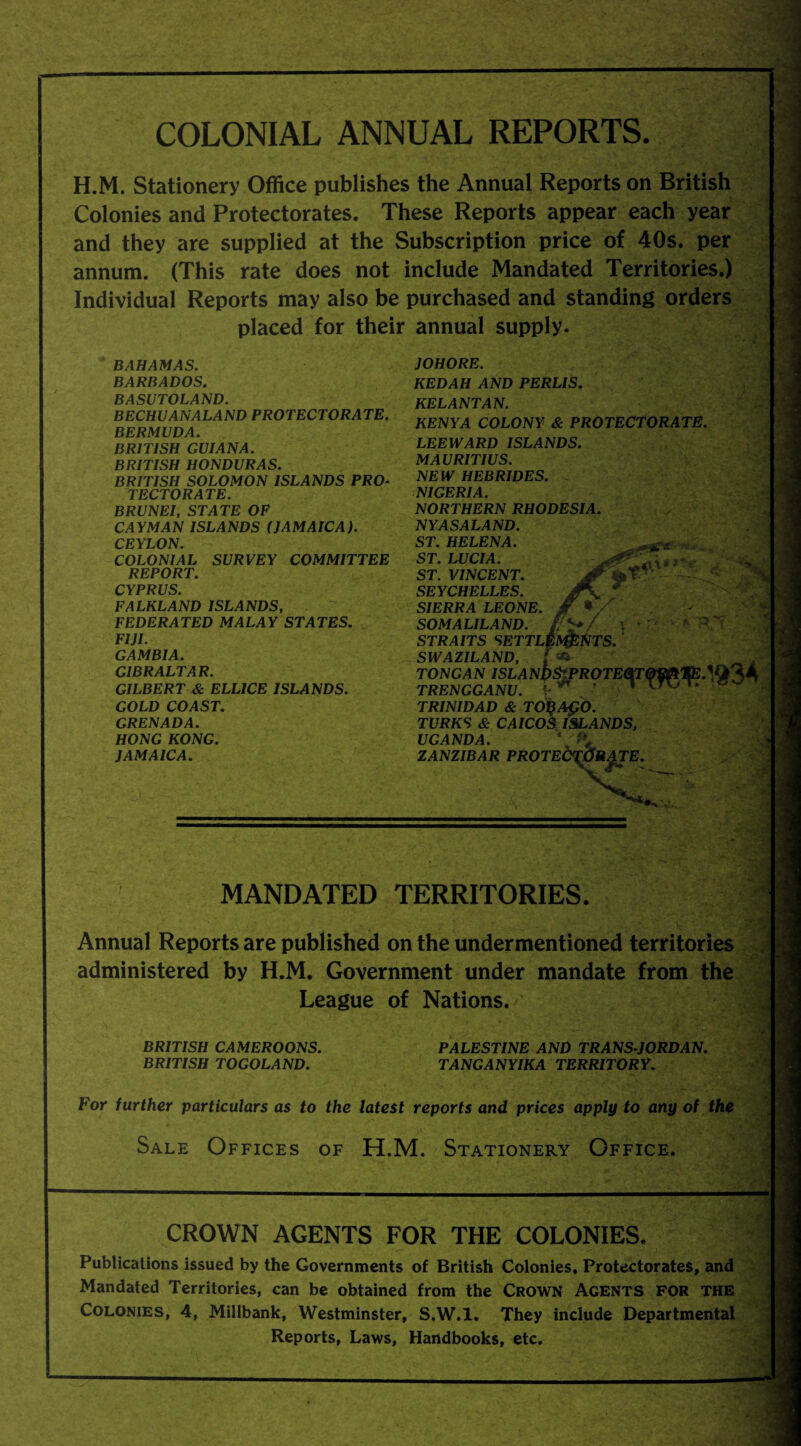 COLONIAL ANNUAL REPORTS.
H.M. Stationery Office publishes the Annual Reports on British
Colonies and Protectorates. These Reports appear each year
and they are supplied at the Subscription price of 40s. per
annum. (This rate does not include Mandated Territories.)
Individual Reports may also be purchased and standing orders
placed for their annual supply.
BAHAMAS.
BARBADOS.
BASUTOLAND.
BECHUANALAND PROTECTORATE.
BERMUDA.
BRITISH GUIANA.
BRITISH HONDURAS.
BRITISH SOLOMON ISLANDS PRO-
TECTORATE.
BRUNEI, STATE OF
CAYMAN ISLANDS (JAMAICA).
CEYLON.
COLONIAL SURVEY COMMITTEE
REPORT.
CYPRUS.
FALKLAND ISLANDS,
FEDERATED MALAY STATES.
FIJI.
GAMBIA.
GIBRALTAR.
GILBERT & ELLICE ISLANDS.
GOLD COAST.
GRENADA.
HONG KONG.
JAMAICA.
JOHORE.
KEDAH AND PERLIS.
KELANTAN.
KENYA COLONY & PROTECTORATE.
LEEWARD ISLANDS.
MAURITIUS.
NEW HEBRIDES.
NIGERIA.
NORTHERN RHODESIA.
NYASALAND.
ST. HELENA.
ST. LUCIA.
ST. VINCENT.
SEYCHELLES.
SIERRA LEONE.
SOMALILAND.
STRAITS SETTLEMENTS.
SWAZILAND,
TONGAN ISLANDS PROTECTORATE. 1934
TRENGGANU.
TRINIDAD & TOBAGO.
TURKS & CAICOS ISLANDS,
UGANDA.
ZANZIBAR PROTECTORATE.
MANDATED TERRITORIES.
Annual Reports are published on the undermentioned territories
administered by H.M. Government under mandate from the
League of Nations.
BRITISH CAMEROONS.
BRITISH TOGOLAND.
PALESTINE AND TRANS-JORDAN.
TANGANYIKA TERRITORY.
For further particulars as to the latest reports and prices apply to any of the
SALE OFFICES OF H.M. STATIONERY OFFICE.
CROWN AGENTS FOR THE COLONIES.
Publications issued by the Governments of British Colonies, Protectorates, and
Mandated Territories, can be obtained from the CROWN AGENTS FOR THE
COLONIES, 4, Millbank, Westminster, S.W.1. They include Departmental
Reports, Laws, Handbooks, etc.